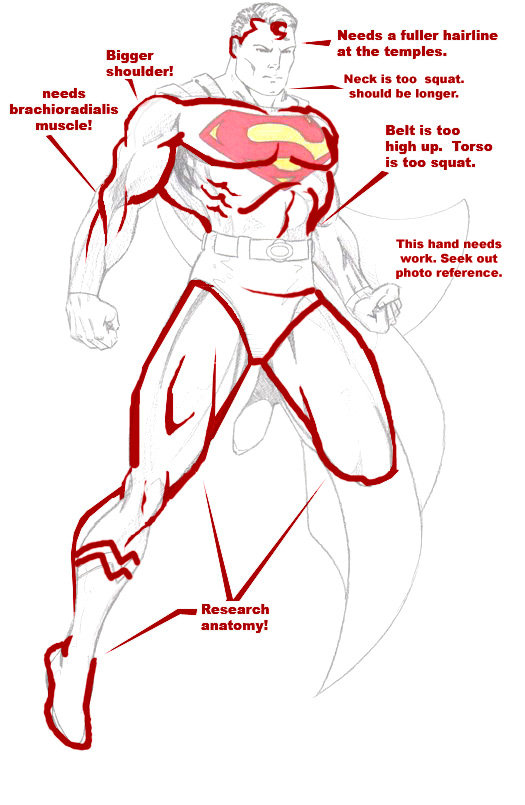 Needs a fuller hairline
at the temples.
Bigger
shoulder!
Neck is too squat.
should be longer.
needs
brachioradialis
muscle!
Belt is too
high up. Torso
is too squat.
This hand needs
work. Seek out
photo reference.
Research
anatomy!